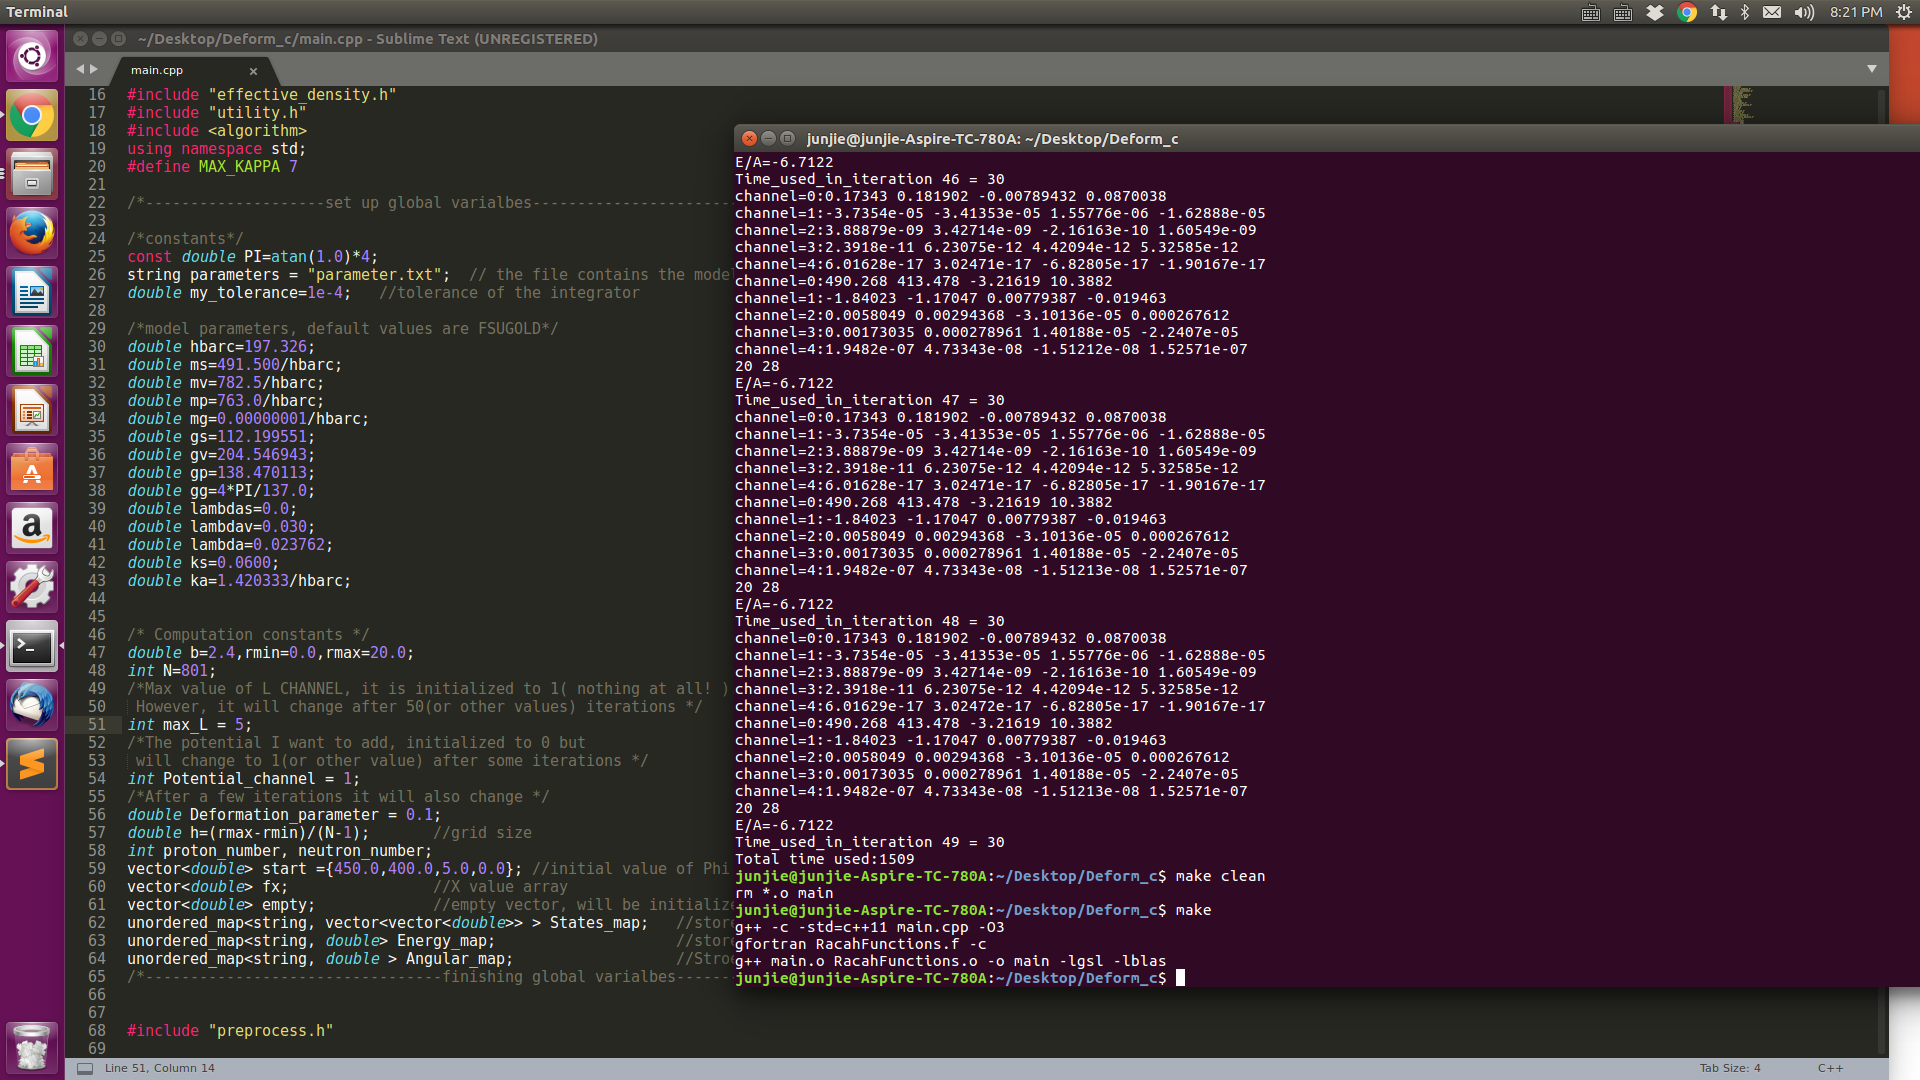 Terminal
8:21 PM
~/Desktop/Deform_c/main.cpp - Sublime Text (UNREGISTERED)
main.cpp
16 #include "effective_density.h"
17 #include "utility.h"
18 #include <algorithm>
19 using namespace std;
20 #define MAX_KAPPA 7
21
22 /*--------------------set up global varialbes----------------------
23
24 /*constants*/
25 const double PI=atan(1.0)*4;
26 string parameters = "parameter.txt";  // the file contains the model
27 double my_tolerance=1e-4;   //tolerance of the integrator
28
29 /*model parameters, default values are FSUGOLD*/
30 double hbarc=197.326;
31 double ms=491.500/hbarc;
32 double mv=782.5/hbarc;
33 double mp=763.0/hbarc;
34 double mg=0.00000001/hbarc;
35 double gs=112.199551;
36 double gv=204.546943;
37 double gp=138.470113;
38 double gg=4*PI/137.0;
39 double lambdas=0.0;
40 double lambdav=0.030;
41 double lambda=0.023762;
42 double ks=0.0600;
43 double ka=1.420333/hbarc;
44
45
46 /* Computation constants */
47 double b=2.4,rmin=0.0,rmax=20.0;
48 int N=801;
49 /*Max value of L CHANNEL, it is initialized to 1( nothing at all! )
50  However, it will change after 50(or other values) iterations */
51 int max_L = 5;
52 /*The potential I want to add, initialized to 0 but
53  will change to 1(or other value) after some iterations */
54 int Potential_channel = 1;
55 /*After a few iterations it will also change */
56 double Deformation_parameter = 0.1;
57 double h=(rmax-rmin)/(N-1);       //grid size
58 int proton_number, neutron_number;
59 vector<double> start ={450.0,400.0,5.0,0.0}; //initial value of Phi
60 vector<double> fx;                //X value array
61 vector<double> empty;             //empty vector, will be initialize
62 unordered_map<string, vector<vector<double>> > States_map;   //store
63 unordered_map<string, double> Energy_map;                    //store
64 unordered_map<string, double > Angular_map;                  //Stroe
65 /*---------------------------------finishing global varialbes-------
66
67
68 #include "preprocess.h"
69
Line 51, Column 14
Tab Size: 4
C++
junjie@junjie-Aspire-TC-780A: ~/Desktop/Deform_c
E/A=-6.7122
Time_used_in_iteration 46 = 30
channel=0:0.17343 0.181902 -0.00789432 0.0870038
channel=1:-3.7354e-05 -3.41353e-05 1.55776e-06 -1.62888e-05
channel=2:3.88879e-09 3.42714e-09 -2.16163e-10 1.60549e-09
channel=3:2.3918e-11 6.23075e-12 4.42094e-12 5.32585e-12
channel=4:6.01628e-17 3.02471e-17 -6.82805e-17 -1.90167e-17
channel=0:490.268 413.478 -3.21619 10.3882
channel=1:-1.84023 -1.17047 0.00779387 -0.019463
channel=2:0.0058049 0.00294368 -3.10136e-05 0.000267612
channel=3:0.00173035 0.000278961 1.40188e-05 -2.2407e-05
channel=4:1.9482e-07 4.73343e-08 -1.51212e-08 1.52571e-07
20 28
E/A=-6.7122
Time_used_in_iteration 47 = 30
channel=0:0.17343 0.181902 -0.00789432 0.0870038
channel=1:-3.7354e-05 -3.41353e-05 1.55776e-06 -1.62888e-05
channel=2:3.88879e-09 3.42714e-09 -2.16163e-10 1.60549e-09
channel=3:2.3918e-11 6.23075e-12 4.42094e-12 5.32585e-12
channel=4:6.01628e-17 3.02471e-17 -6.82805e-17 -1.90167e-17
channel=0:490.268 413.478 -3.21619 10.3882
channel=1:-1.84023 -1.17047 0.00779387 -0.019463
channel=2:0.0058049 0.00294368 -3.10136e-05 0.000267612
channel=3:0.00173035 0.000278961 1.40188e-05 -2.2407e-05
channel=4:1.9482e-07 4.73343e-08 -1.51213e-08 1.52571e-07
20 28
E/A=-6.7122
Time_used_in_iteration 48 = 30
channel=0:0.17343 0.181902 -0.00789432 0.0870038
channel=1:-3.7354e-05 -3.41353e-05 1.55776e-06 -1.62888e-05
channel=2:3.88879e-09 3.42714e-09 -2.16163e-10 1.60549e-09
channel=3:2.3918e-11 6.23075e-12 4.42094e-12 5.32585e-12
channel=4:6.01629e-17 3.02472e-17 -6.82805e-17 -1.90167e-17
channel=0:490.268 413.478 -3.21619 10.3882
channel=1:-1.84023 -1.17047 0.00779387 -0.019463
channel=2:0.0058049 0.00294368 -3.10136e-05 0.000267612
channel=3:0.00173035 0.000278961 1.40188e-05 -2.2407e-05
channel=4:1.9482e-07 4.73343e-08 -1.51213e-08 1.52571e-07
20 28
E/A=-6.7122
Time_used_in_iteration 49 = 30
Total time used:1509
junjie@junjie-Aspire-TC-780A:~/Desktop/Deform_c$ make clean
rm *.o main
junjie@junjie-Aspire-TC-780A:~/Desktop/Deform_c$ make
g++ -c -std=c++11 main.cpp -O3
gfortran RacahFunctions.f -c
g++ main.o RacahFunctions.o -o main -lgsl -lblas
junjie@junjie-Aspire-TC-780A:~/Desktop/Deform_c$